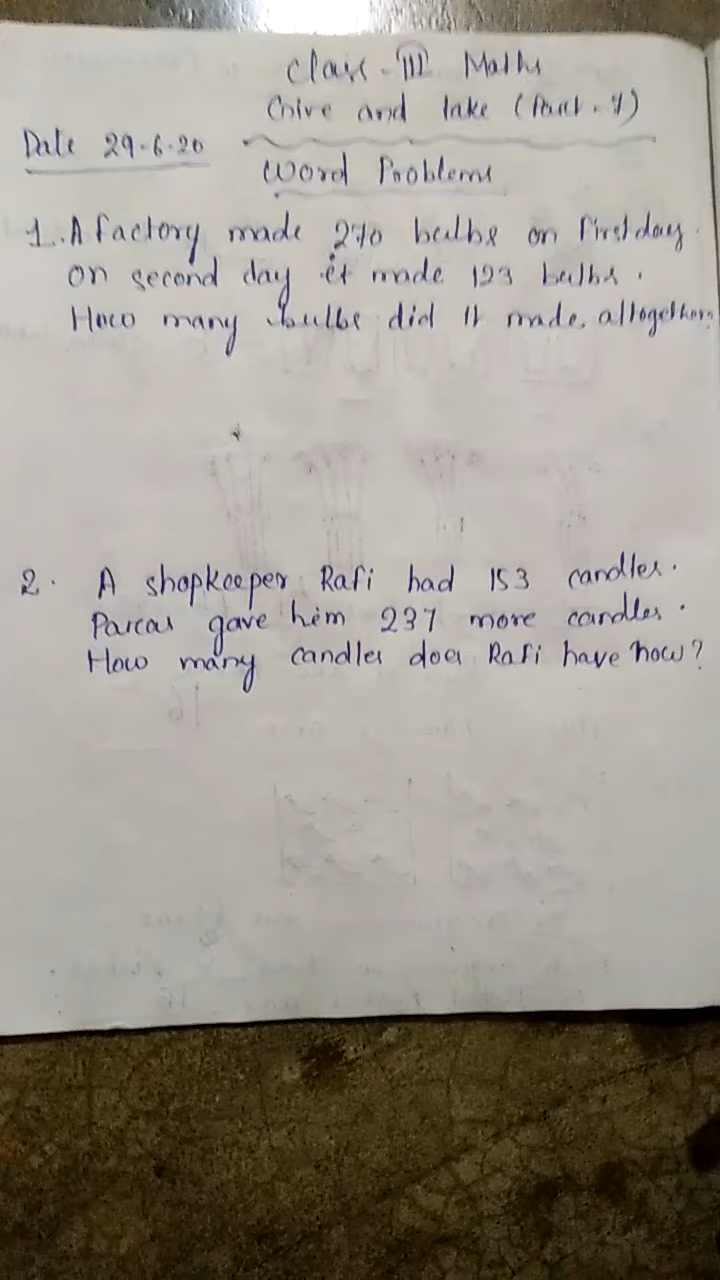 Class - III Maths
Give and take (Part - 7)
Date 29-6-20
Word Problems
1. A factory made 270 bulbs on first day.
on second day it made 123 bulbs.
How many bulbs did it made altogether?
2. A shopkeeper Rafi had 153 candles.
Paras gave him 237 more candles.
How many candles does Rafi have now?
16